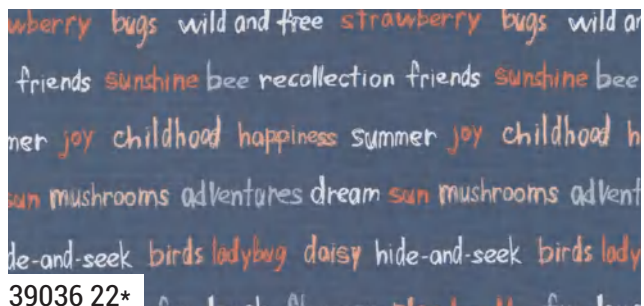 wberry bugs wild and free strawberry bugs wild an
friends sunshine bee recollection friends sunshine bee
mer joy childhood happiness summer joy childhood h
sun mushrooms adventures dream sun mushrooms advent
de-and-seek birds ladybug daisy hide-and-seek birds lady
39036 22*